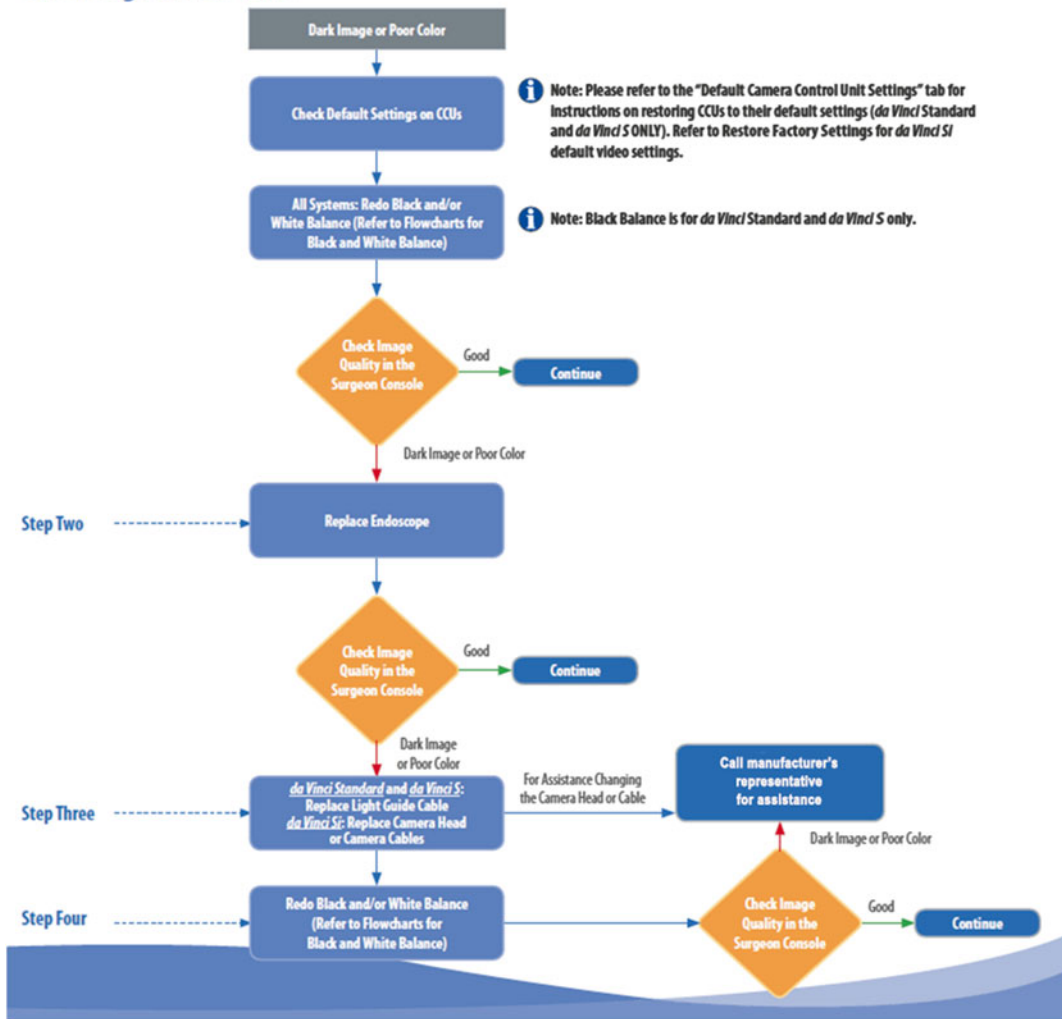 Dark Image or Poor Color
Check Default Settings on CCUs
Note: Please refer to the "Default Camera Control Unit Settings" tab for
instructions on restoring CCUs to their default settings (da Vinci Standard
and da Vinci S ONLY). Refer to Restore Factory Settings for da Vinci Si
default video settings.
All Systems: Redo Black and/or
White Balance (Refer to Flowcharts for
Black and White Balance)
Note: Black Balance is for da Vinci Standard and da Vinci S only.
Check Image
Quality in the
Surgeon Console
Good
Continue
Dark Image or Poor Color
Step Two
Replace Endoscope
Check Image
Quality in the
Surgeon Console
Good
Continue
Dark Image
or Poor Color
Step Three
da Vinci Standard and da Vinci S:
Replace Light Guide Cable
da Vinci Si: Replace Camera Head
or Camera Cables
For Assistance Changing
the Camera Head or Cable
Call manufacturer's
representative
for assistance
Dark Image or Poor Color
Step Four
Redo Black and/or White Balance
(Refer to Flowcharts for
Black and White Balance)
Check Image
Quality in the
Surgeon Console
Good
Continue